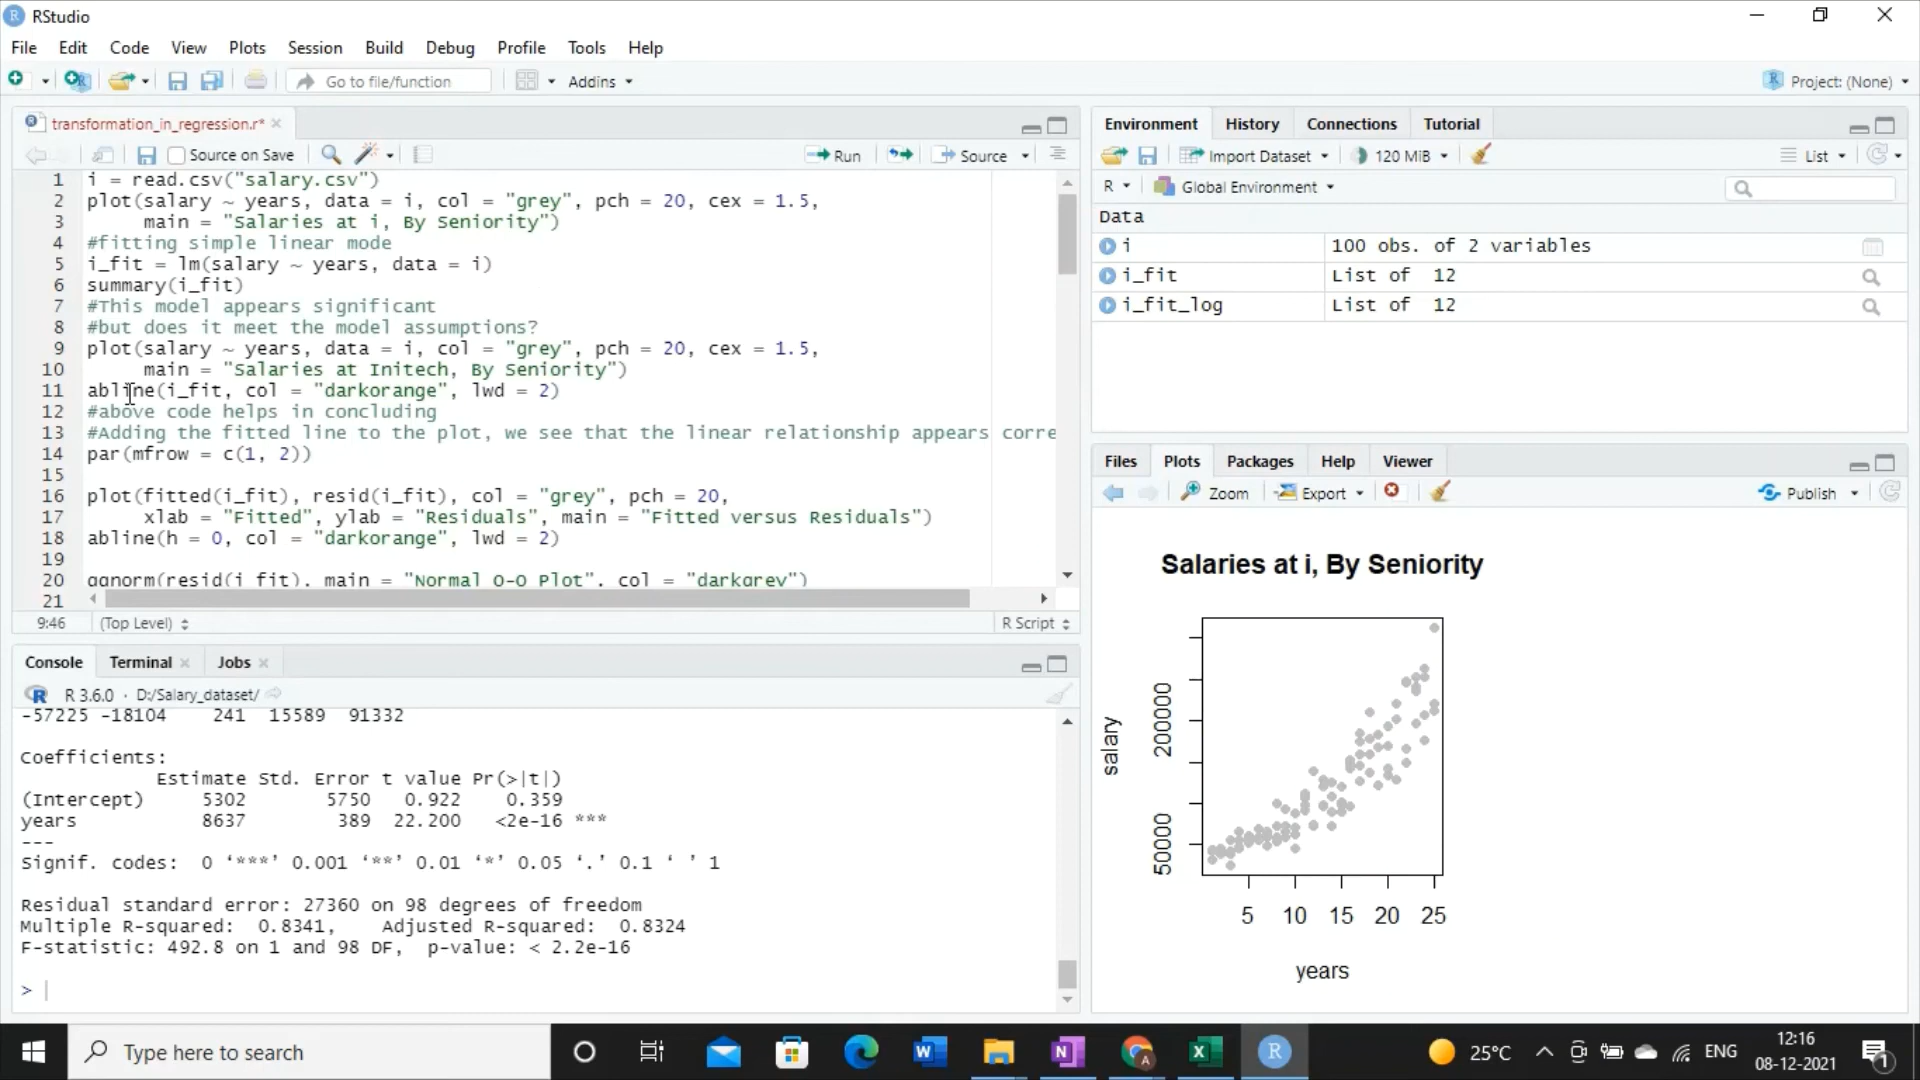 RStudio
File Edit Code View Plots Session Build Debug Profile Tools Help
Go to file/function Addins Project: (None)
transformation_in_regression.r*
Source on Save Run Source
1 i = read.csv("salary.csv")
2 plot(salary ~ years, data = i, col = "grey", pch = 20, cex = 1.5,
3 main = "Salaries at i, By Seniority")
4 #fitting simple linear mode
5 i_fit = lm(salary ~ years, data = i)
6 summary(i_fit)
7 #This model appears significant
8 #but does it meet the model assumptions?
9 plot(salary ~ years, data = i, col = "grey", pch = 20, cex = 1.5,
10 main = "Salaries at Initech, By Seniority")
11 abline(i_fit, col = "darkorange", lwd = 2)
12 #above code helps in concluding
13 #Adding the fitted line to the plot, we see that the linear relationship appears corre
14 par(mfrow = c(1, 2))
15
16 plot(fitted(i_fit), resid(i_fit), col = "grey", pch = 20,
17 xlab = "Fitted", ylab = "Residuals", main = "Fitted versus Residuals")
18 abline(h = 0, col = "darkorange", lwd = 2)
19
20 qqnorm(resid(i_fit), main = "Normal Q-Q Plot", col = "darkgrey")
21
9:46 (Top Level) R Script
Console Terminal Jobs
R 3.6.0 · D:/Salary_dataset/
-57225 -18104 241 15589 91332
Coefficients:
Estimate Std. Error t value Pr(>|t|)
(Intercept) 5302 5750 0.922 0.359
years 8637 389 22.200 <2e-16 ***
---
Signif. codes: 0 ‘***’ 0.001 ‘**’ 0.01 ‘*’ 0.05 ‘.’ 0.1 ‘ ’ 1
Residual standard error: 27360 on 98 degrees of freedom
Multiple R-squared: 0.8341, Adjusted R-squared: 0.8324
F-statistic: 492.8 on 1 and 98 DF, p-value: < 2.2e-16
>
Environment History Connections Tutorial
Import Dataset 120 MiB List
R Global Environment
Data
i 100 obs. of 2 variables
i_fit List of 12
i_fit_log List of 12
Files Plots Packages Help Viewer
Zoom Export Publish
Salaries at i, By Seniority
salary
200000
50000
5 10 15 20 25
years
Type here to search
25°C ENG
12:16
08-12-2021
1